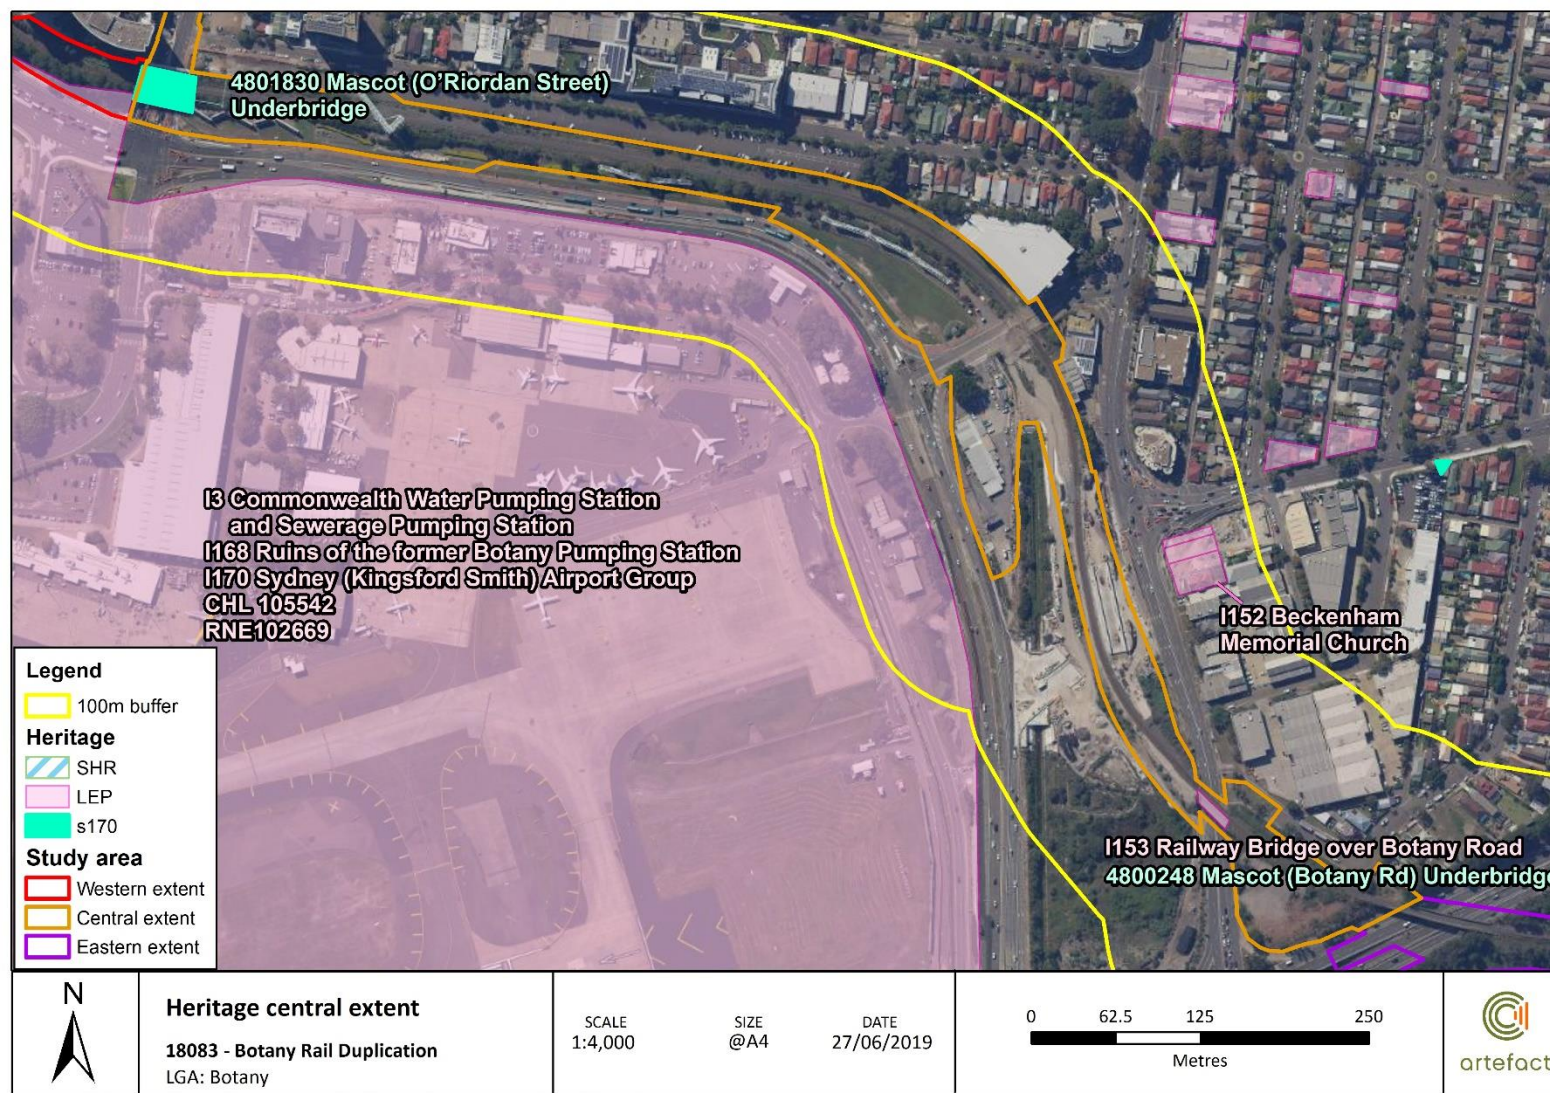 4801830 Mascot (O'Riordan Street)
Underbridge
I3 Commonwealth Water Pumping Station
and Sewerage Pumping Station
I168 Ruins of the former Botany Pumping Station
I170 Sydney (Kingsford Smith) Airport Group
CHL 105542
RNE102669
I152 Beckenham
Memorial Church
I153 Railway Bridge over Botany Road
4800248 Mascot (Botany Rd) Underbridge
Legend
100m buffer
Heritage
SHR
LEP
s170
Study area
Western extent
Central extent
Eastern extent
N
Heritage central extent
18083 - Botany Rail Duplication
LGA: Botany
SCALE
1:4,000
SIZE
@A4
DATE
27/06/2019
0 62.5 125 250
Metres
artefact